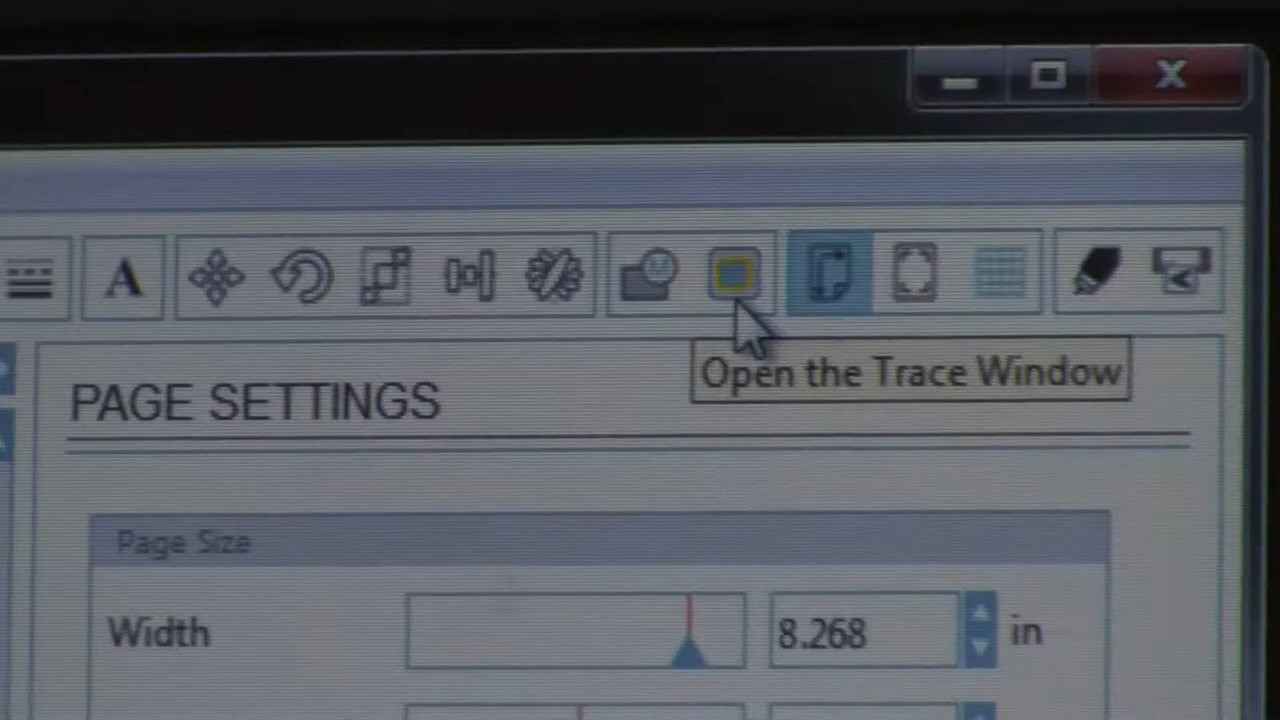 A
Open the Trace Window
PAGE SETTINGS
Page Size
Width 8.268 in